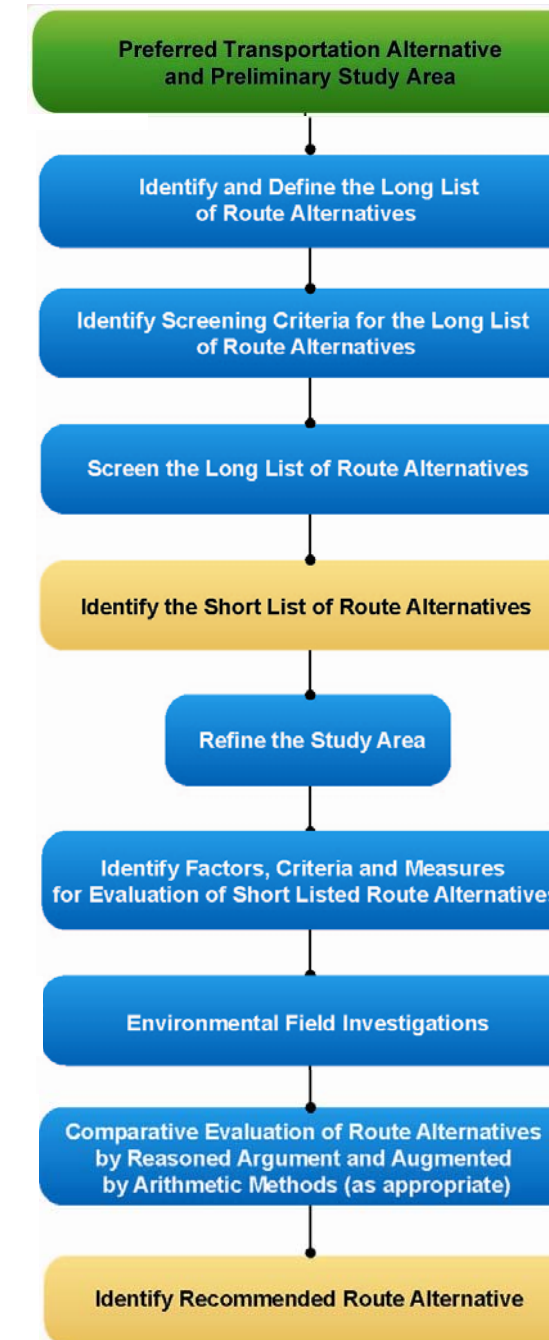 Preferred Transportation Alternative
and Preliminary Study Area
Identify and Define the Long List
of Route Alternatives
Identify Screening Criteria for the Long List
of Route Alternatives
Screen the Long List of Route Alternatives
Identify the Short List of Route Alternatives
Refine the Study Area
Identify Factors, Criteria and Measures
for Evaluation of Short Listed Route Alternatives
Environmental Field Investigations
Comparative Evaluation of Route Alternatives
by Reasoned Argument and Augmented
by Arithmetic Methods (as appropriate)
Identify Recommended Route Alternative